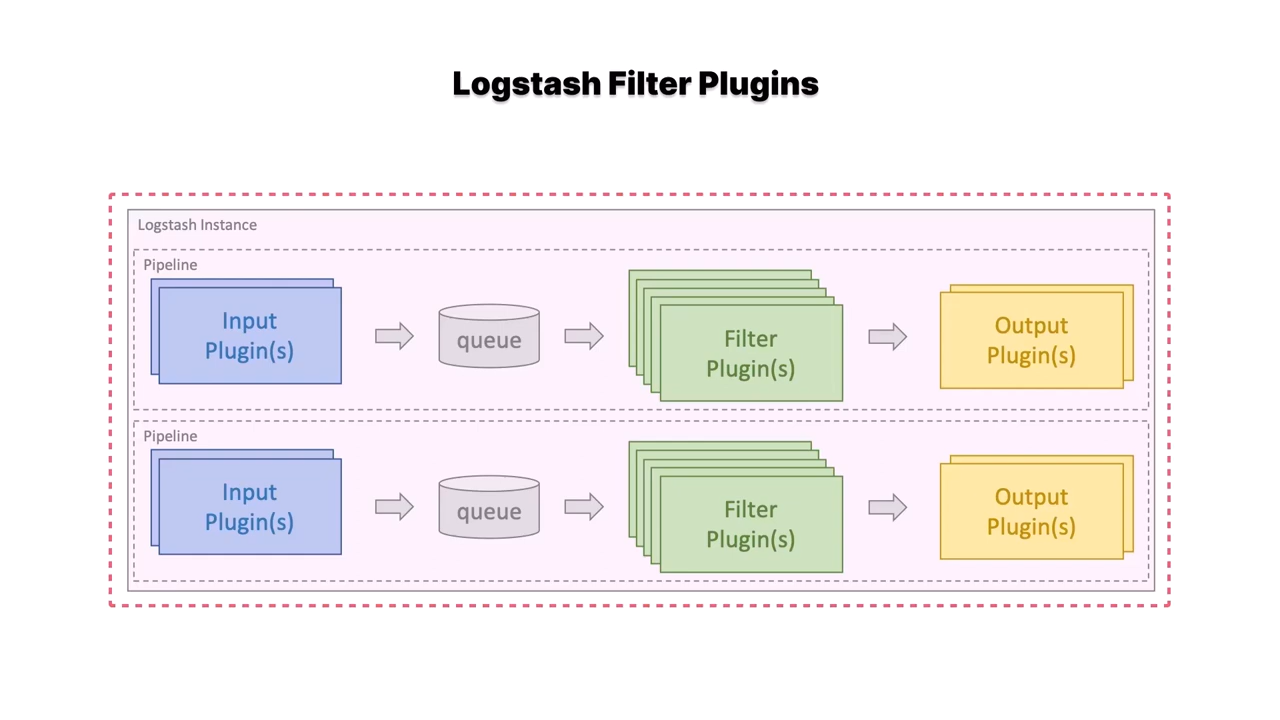 Logstash Filter Plugins
Logstash Instance
Pipeline
Input
Plugin(s)
queue
Filter
Plugin(s)
Output
Plugin(s)
Pipeline
Input
Plugin(s)
queue
Filter
Plugin(s)
Output
Plugin(s)